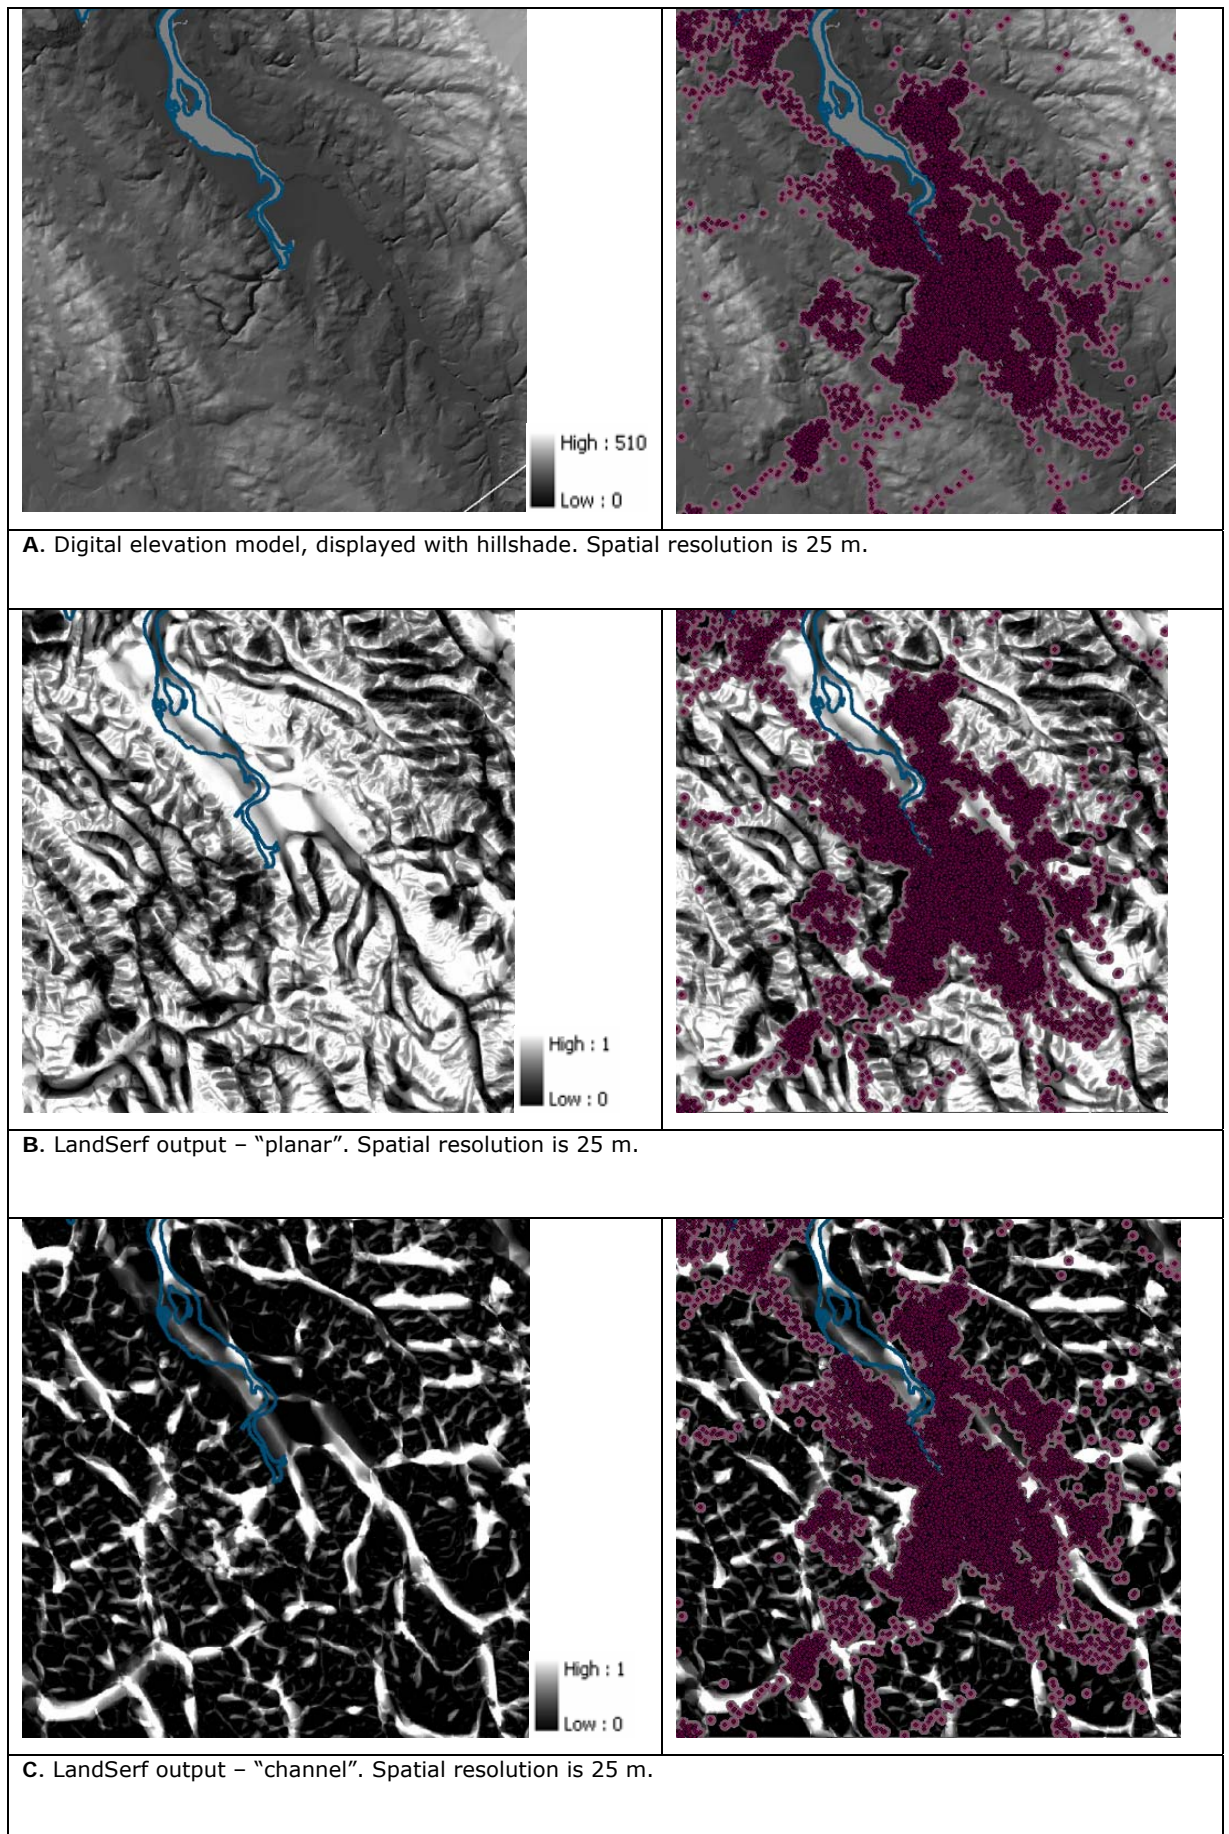 High : 510
Low : 0
A. Digital elevation model, displayed with hillshade. Spatial resolution is 25 m.
High : 1
Low : 0
B. LandSerf output – “planar”. Spatial resolution is 25 m.
High : 1
Low : 0
C. LandSerf output – “channel”. Spatial resolution is 25 m.